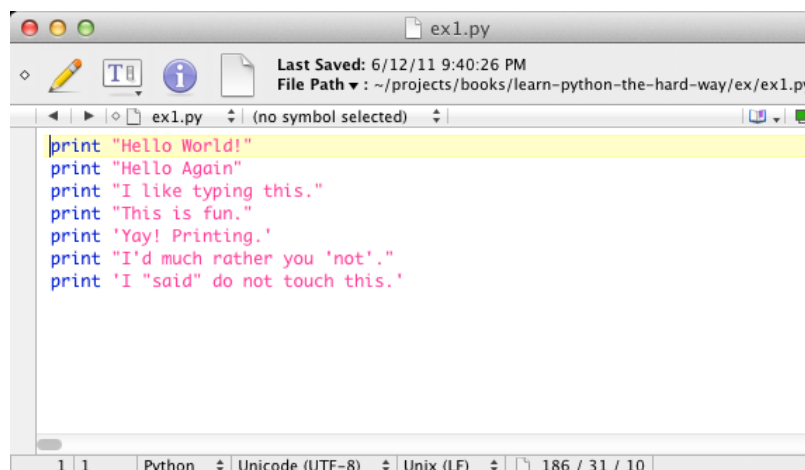 ex1.py
Last Saved: 6/12/11 9:40:26 PM
File Path ▾ : ~/projects/books/learn-python-the-hard-way/ex/ex1.py
ex1.py (no symbol selected)
print "Hello World!"
print "Hello Again"
print "I like typing this."
print "This is fun."
print 'Yay! Printing.'
print "I'd much rather you 'not'."
print 'I "said" do not touch this.'
1 1 Python Unicode (UTF-8) Unix (LF) 186 / 31 / 10